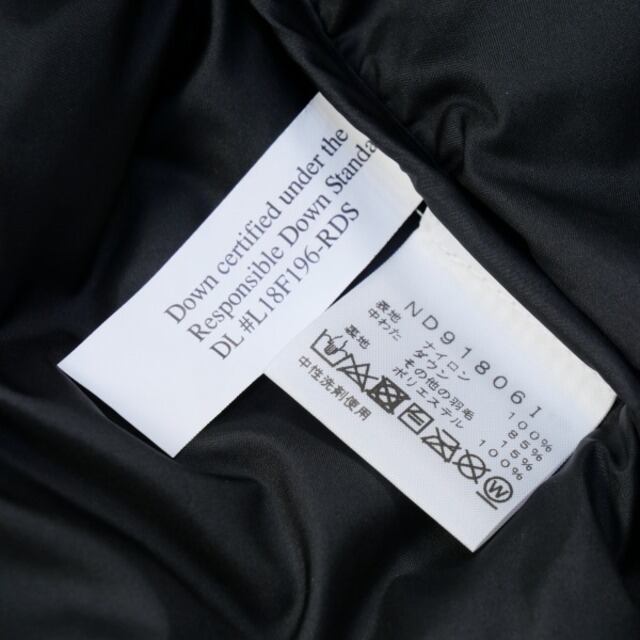 Down certified under the
Responsible Down Standa
DL #L18F196-RDS
ND918061
表地 ナイロン 100%
中わた ダウン 85%
その他の羽毛 15%
裏地 ポリエステル 100%
中性洗剤使用
W